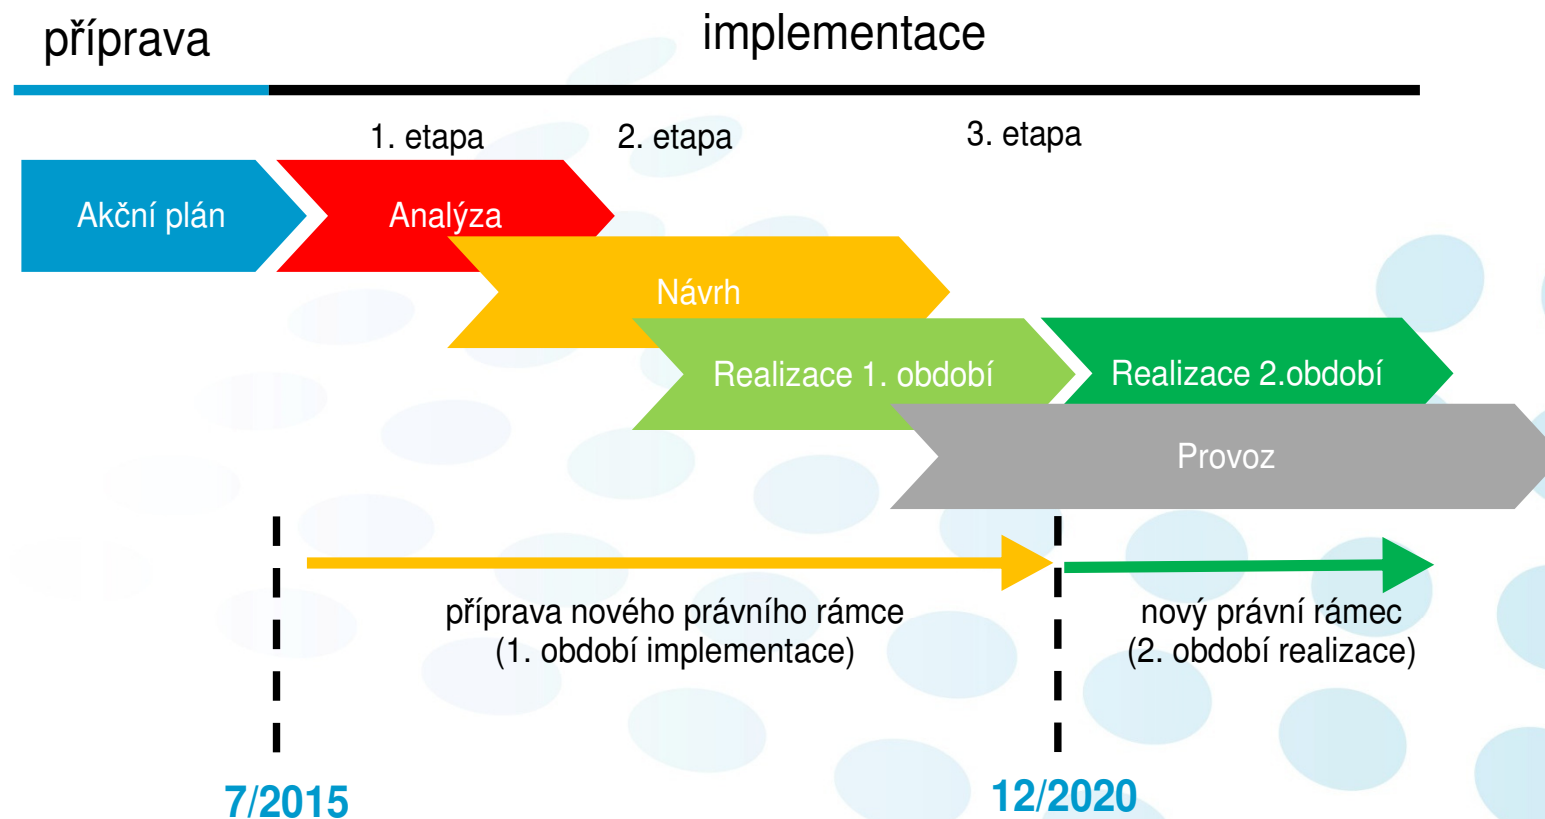 příprava
implementace
1. etapa
2. etapa
3. etapa
Akční plán
Analýza
Návrh
Realizace 1. období
Realizace 2.období
Provoz
příprava nového právního rámce
(1. období implementace)
nový právní rámec
(2. období realizace)
7/2015
12/2020